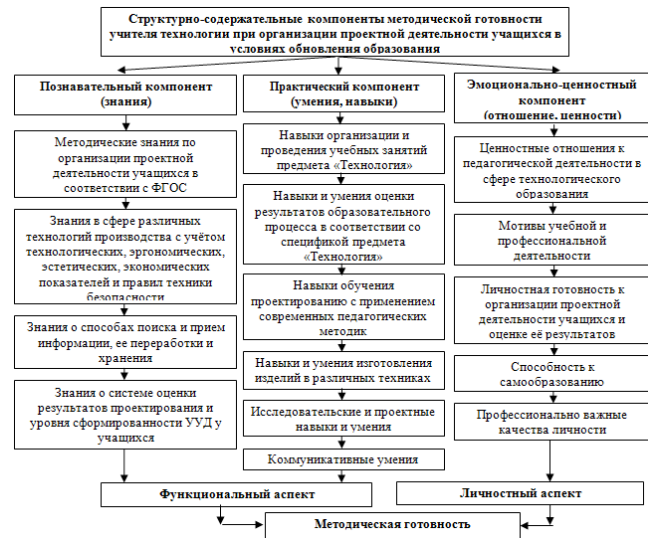 Структурно-содержательные компоненты методической готовности
учителя технологии при организации проектной деятельности учащихся в
условиях обновления образования
Познавательный компонент
(знания)
Методические знания по
организации проектной
деятельности учащихся в
соответствии с ФГОС
Знания в сфере различных
технологий производства с учётом
технологических, эргономических,
эстетических, экономических
показателей и правил техники
безопасности
Знания о способах поиска и прием
информации, ее переработки и
хранения
Знания о системе оценки
результатов проектирования и
уровня сформированности УУД у
учащихся
Практический компонент
(умения, навыки)
Навыки организации и
проведения учебных занятий
предмета «Технология»
Навыки и умения оценки
результатов образовательного
процесса в соответствии со
спецификой предмета
«Технология»
Навыки обучения
проектированию с применением
современных педагогических
методик
Навыки и умения изготовления
изделий в различных техниках
Исследовательские и проектные
навыки и умения
Коммуникативные умения
Эмоционально-ценностный
компонент
(отношение, ценности)
Ценностные отношения к
педагогической деятельности в
сфере технологического
образования
Мотивы учебной и
профессиональной
деятельности
Личностная готовность к
организации проектной
деятельности учащихся и
оценке её результатов
Способность к
самообразованию
Профессионально важные
качества личности
Функциональный аспект
Личностный аспект
Методическая готовность